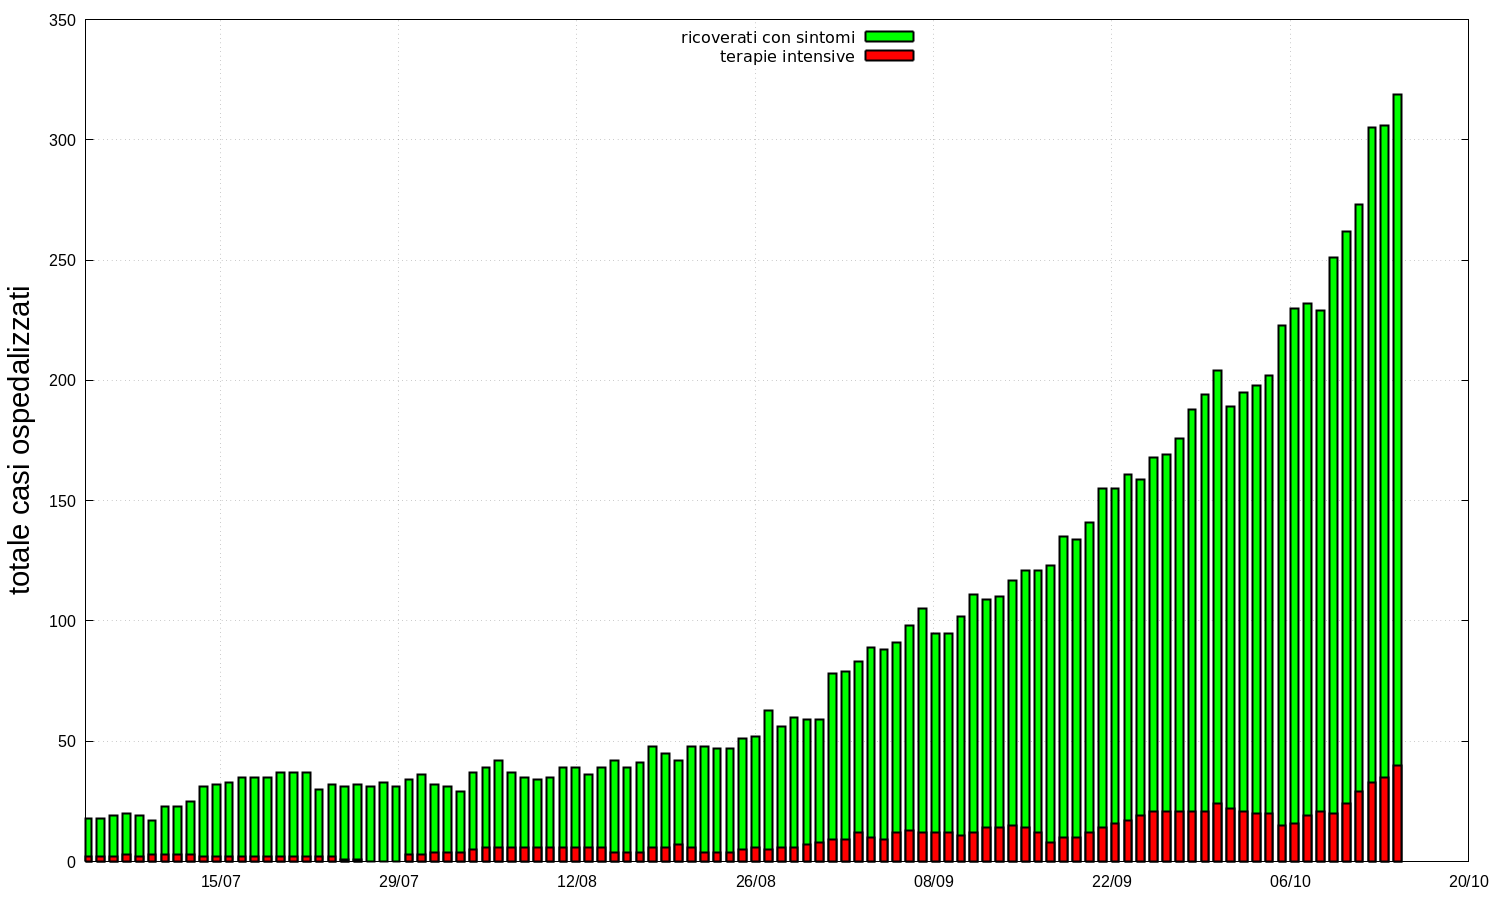 350
300
250
200
150
100
50
0
totale casi ospedalizzati
ricoverati con sintomi
terapie intensive
15/07 29/07 12/08 26/08 08/09 22/09 06/10 20/10